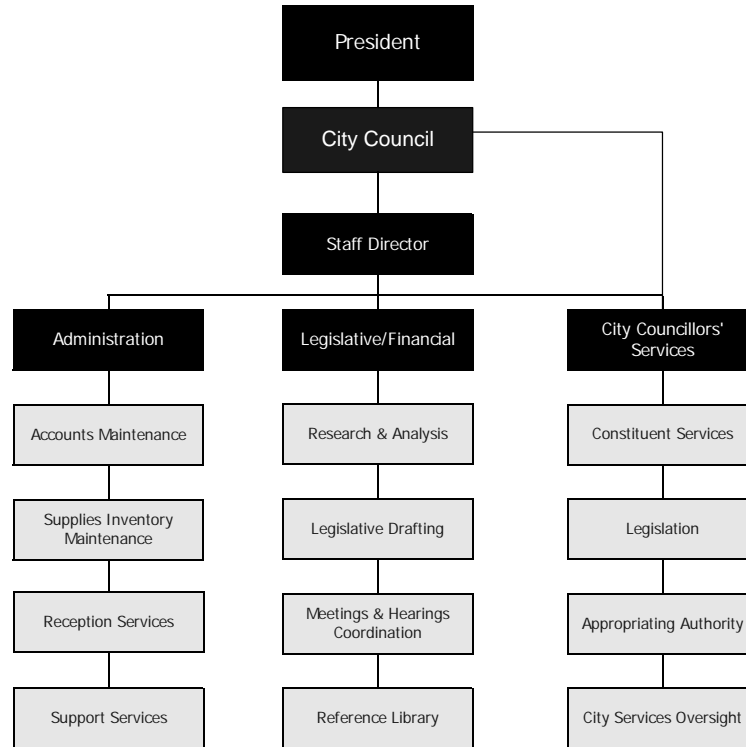 President
City Council
Staff Director
Administration
Legislative/Financial
City Councillors'
Services
Accounts Maintenance
Research & Analysis
Constituent Services
Supplies Inventory
Maintenance
Legislative Drafting
Legislation
Reception Services
Meetings & Hearings
Coordination
Appropriating Authority
Support Services
Reference Library
City Services Oversight